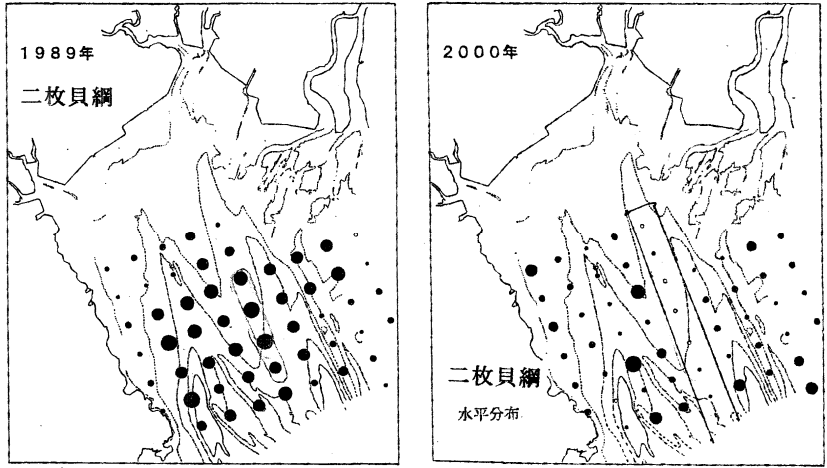 1989年
二枚貝綱
2000年
二枚貝綱
水平分布